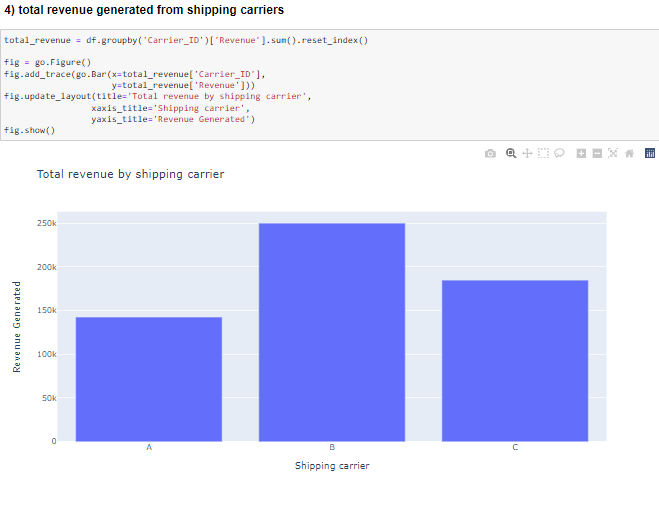 4) total revenue generated from shipping carriers
total_revenue = df.groupby('Carrier_ID')['Revenue'].sum().reset_index()
fig = go.Figure()
fig.add_trace(go.Bar(x=total_revenue['Carrier_ID'],
y=total_revenue['Revenue']))
fig.update_layout(title='Total revenue by shipping carrier',
xaxis_title='Shipping carrier',
yaxis_title='Revenue Generated')
fig.show()
Total revenue by shipping carrier
250k
200k
150k
100k
50k
0
Revenue Generated
A B C
Shipping carrier